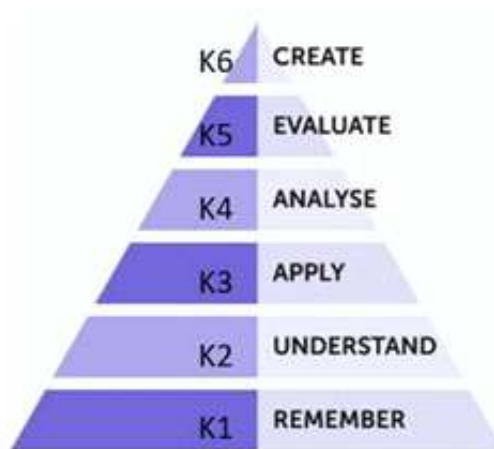 K6 CREATE
K5 EVALUATE
K4 ANALYSE
K3 APPLY
K2 UNDERSTAND
K1 REMEMBER